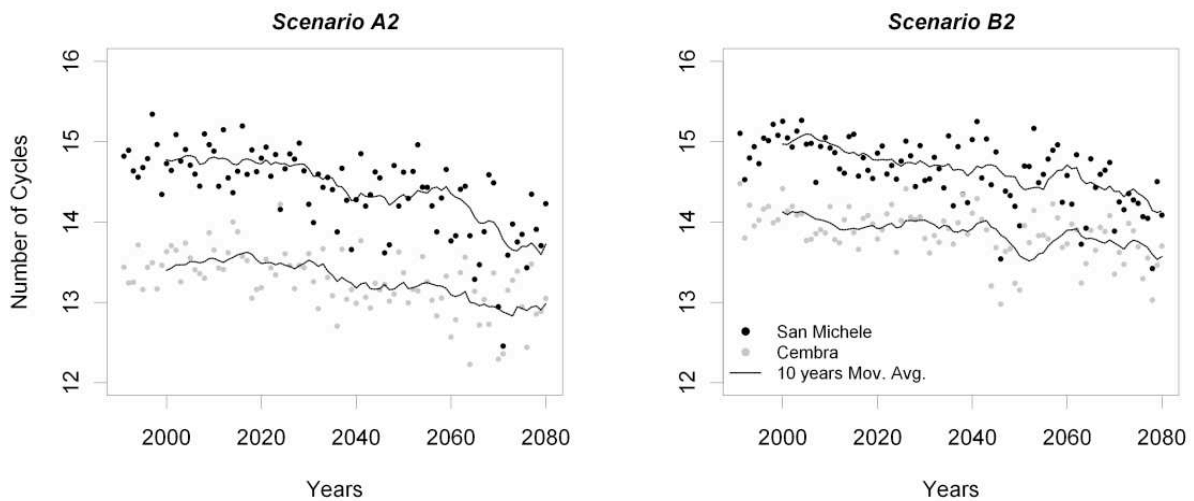 Scenario A2
Scenario B2
Number of Cycles
16
15
14
13
12
2000
2020
2040
2060
2080
Years
16
15
14
13
12
San Michele
Cembra
10 years Mov. Avg.
2000
2020
2040
2060
2080
Years